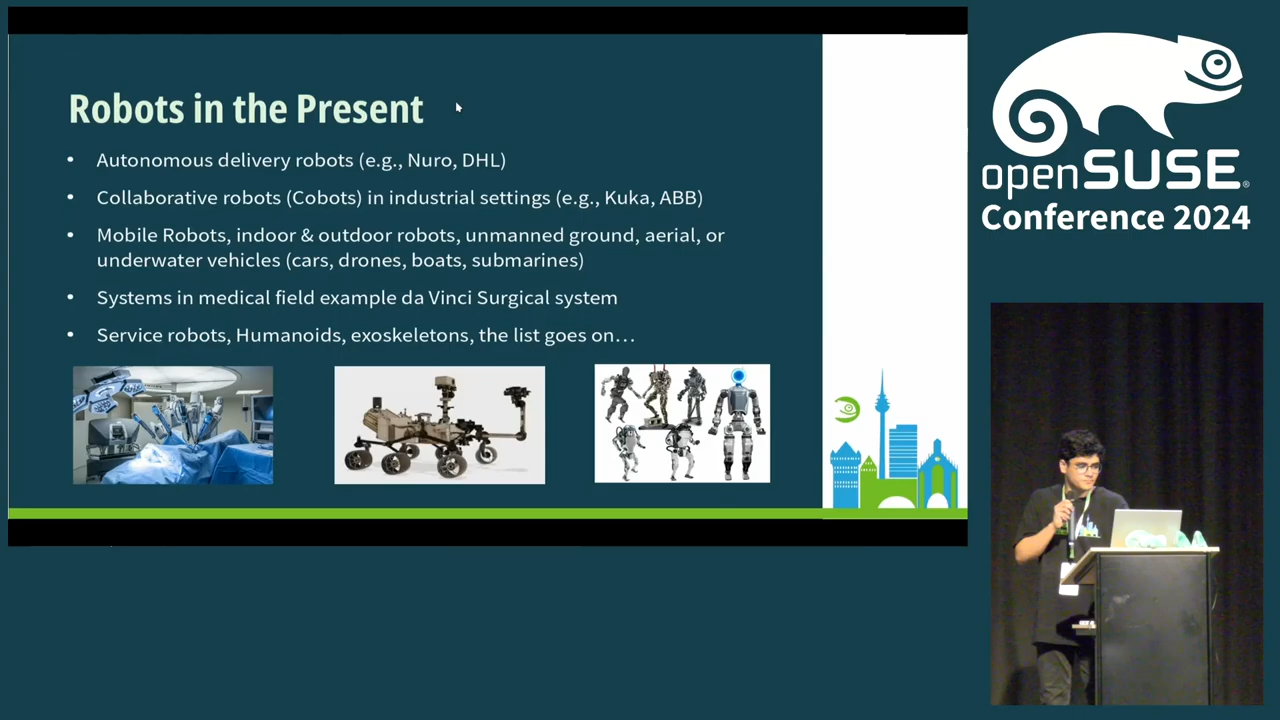 Robots in the Present
• Autonomous delivery robots (e.g., Nuro, DHL)
• Collaborative robots (Cobots) in industrial settings (e.g., Kuka, ABB)
• Mobile Robots, indoor & outdoor robots, unmanned ground, aerial, or
underwater vehicles (cars, drones, boats, submarines)
• Systems in medical field example da Vinci Surgical system
• Service robots, Humanoids, exoskeletons, the list goes on…
openSUSE®
Conference 2024